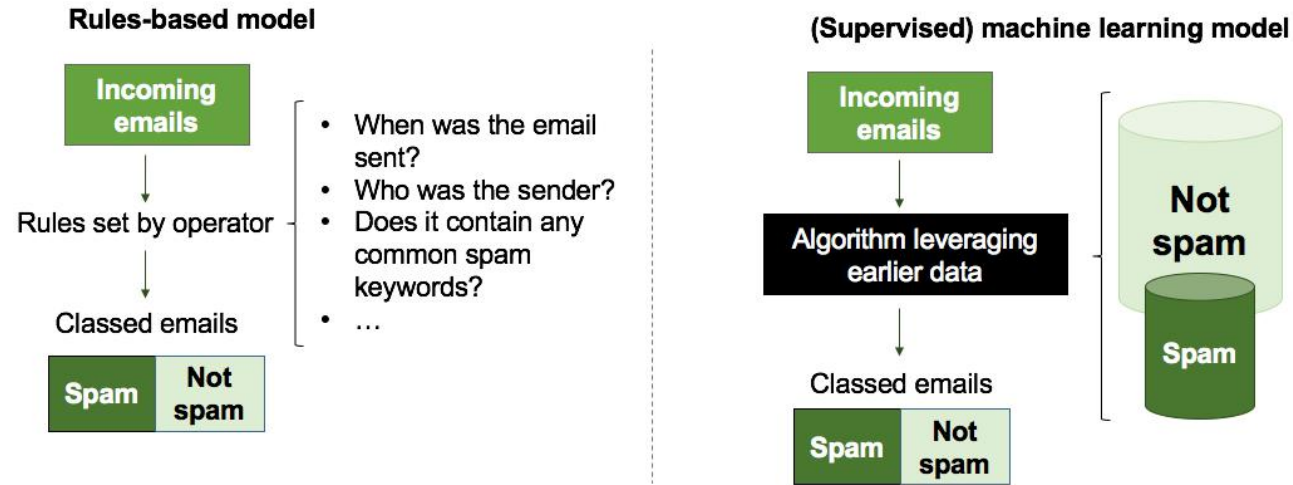 Rules-based model
Incoming
emails
Rules set by operator
Classed emails
Spam
Not
spam
• When was the email
sent?
• Who was the sender?
• Does it contain any
common spam
keywords?
• …
(Supervised) machine learning model
Incoming
emails
Algorithm leveraging
earlier data
Classed emails
Spam
Not
spam
Not
spam
Spam